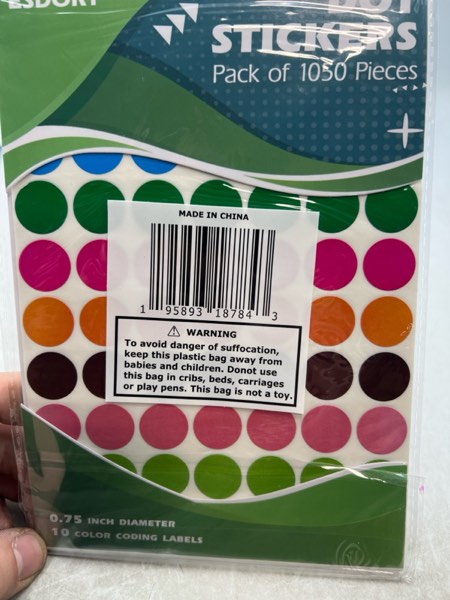 ESDORY
DOT
STICKERS
Pack of 1050 Pieces
MADE IN CHINA
1 95893 18784 3
⚠ WARNING
To avoid danger of suffocation,
keep this plastic bag away from
babies and children. Donot use
this bag in cribs, beds, carriages
or play pens. This bag is not a toy.
0.75 INCH DIAMETER
10 COLOR CODING LABELS